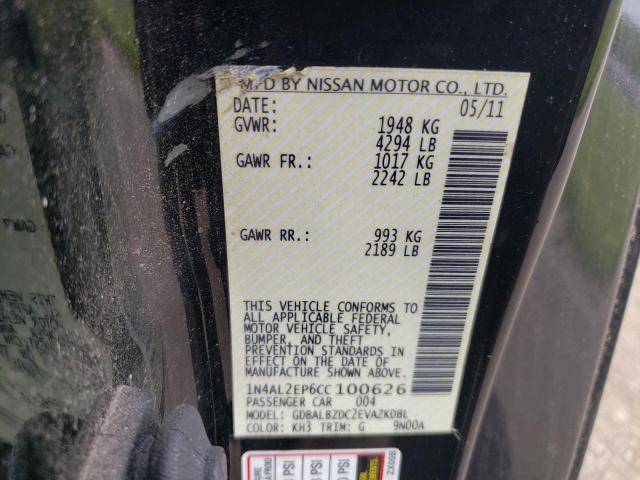 MFD BY NISSAN MOTOR CO., LTD.
DATE: 05/11
GVWR: 1948 KG
4294 LB
GAWR FR.: 1017 KG
2242 LB
GAWR RR.: 993 KG
2189 LB
THIS VEHICLE CONFORMS TO
ALL APPLICABLE FEDERAL
MOTOR VEHICLE SAFETY,
BUMPER, AND THEFT
PREVENTION STANDARDS IN
EFFECT ON THE DATE OF
MANUFACTURE SHOWN ABOVE.
1N4AL2EP6CC100626
PASSENGER CAR 004
MODEL: GDBALBZDC2EVAZKDBL
COLOR: KH3 TRIM: G 9N00A
PSI PSI